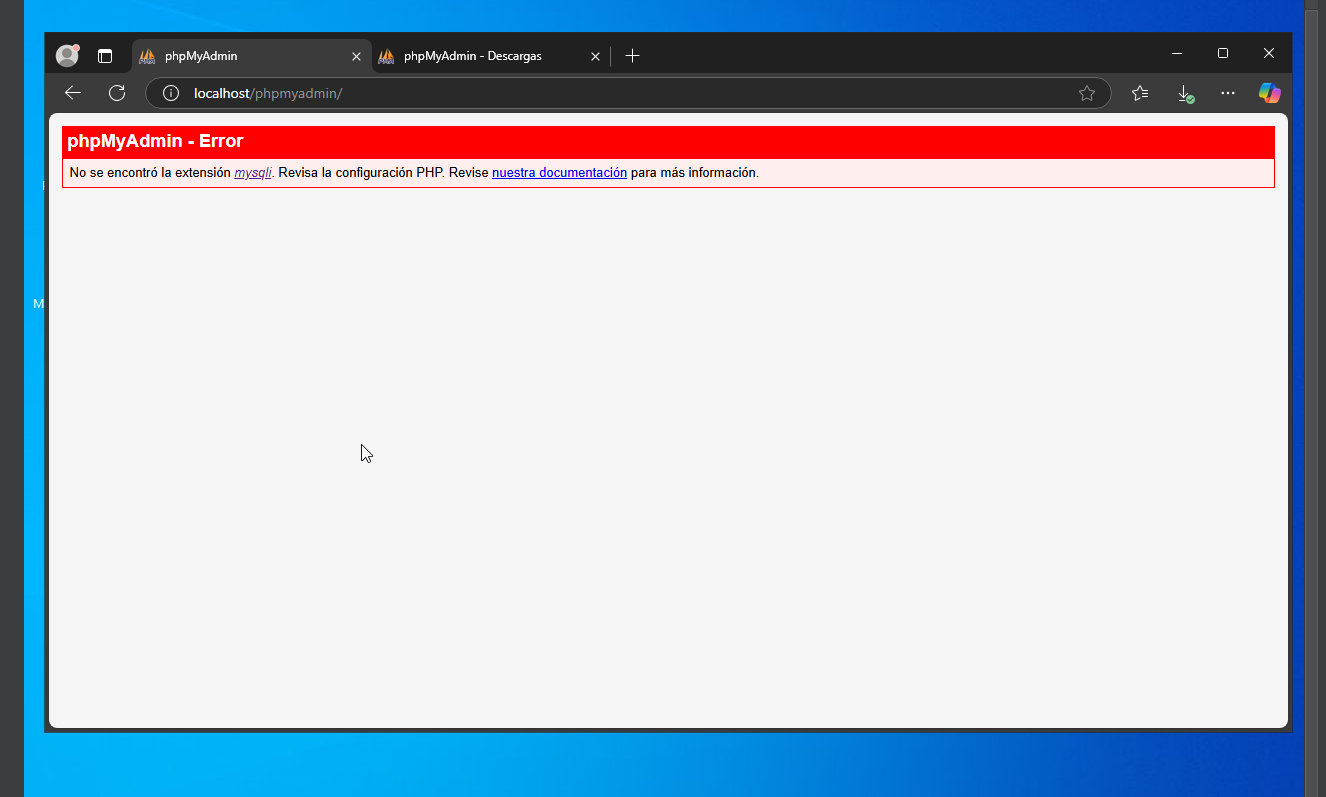 phpMyAdmin
phpMyAdmin - Descargas
localhost/phpmyadmin/
phpMyAdmin - Error
No se encontró la extensión mysqli. Revisa la configuración PHP. Revise nuestra documentación para más información.
M